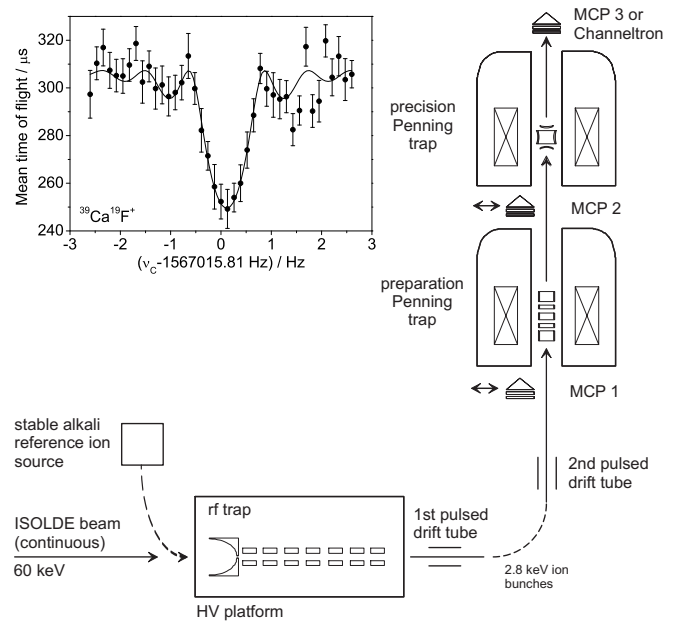 Mean time of flight / μs
320
300
280
260
240
-3
-2
-1
0
1
2
3
³⁹Ca¹⁹F⁺
(νC-1567015.81 Hz) / Hz
MCP 3 or
Channeltron
precision
Penning
trap
MCP 2
preparation
Penning
trap
MCP 1
stable alkali
reference ion
source
2nd pulsed
drift tube
ISOLDE beam
(continuous)
60 keV
rf trap
1st pulsed
drift tube
2.8 keV ion
bunches
HV platform